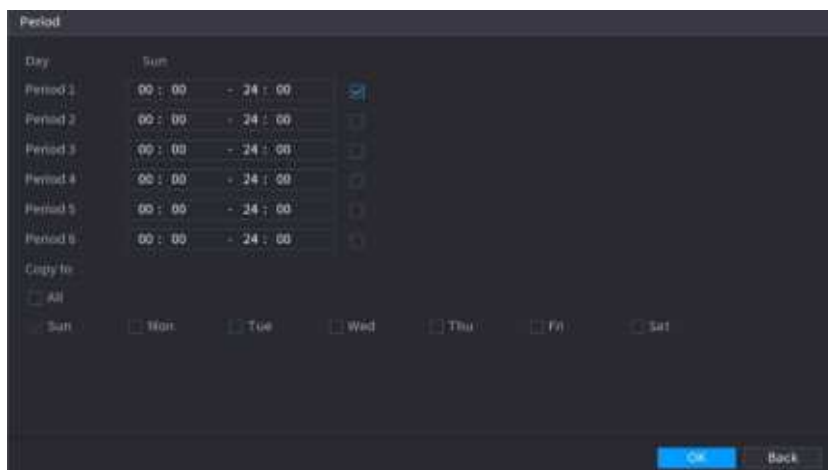 Period
Day Sun
Period 1 00 : 00 - 24 : 00
Period 2 00 : 00 - 24 : 00
Period 3 00 : 00 - 24 : 00
Period 4 00 : 00 - 24 : 00
Period 5 00 : 00 - 24 : 00
Period 6 00 : 00 - 24 : 00
Copy to
All
Sun Mon Tue Wed Thu Fri Sat
OK Back